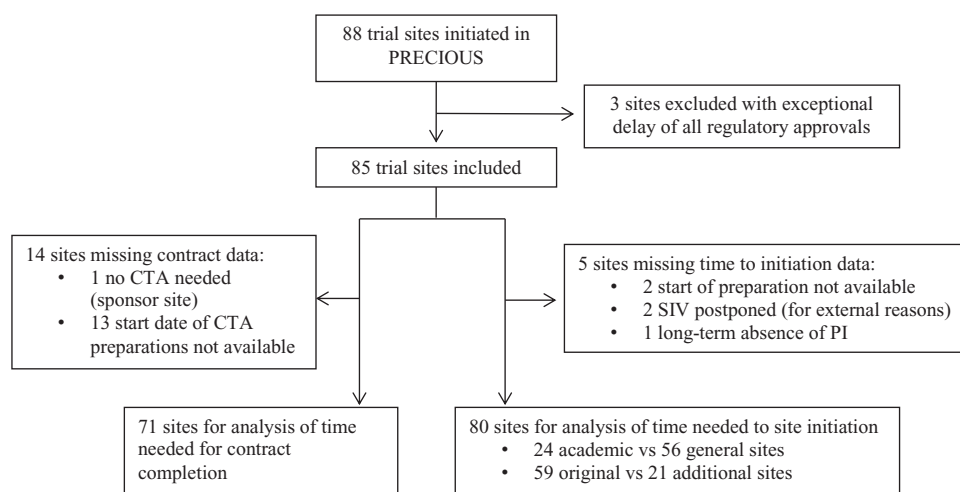 88 trial sites initiated in
PRECIOUS
3 sites excluded with exceptional
delay of all regulatory approvals
85 trial sites included
14 sites missing contract data:
• 1 no CTA needed
(sponsor site)
• 13 start date of CTA
preparations not available
5 sites missing time to initiation data:
• 2 start of preparation not available
• 2 SIV postponed (for external reasons)
• 1 long-term absence of PI
71 sites for analysis of time
needed for contract
completion
80 sites for analysis of time needed to site initiation
• 24 academic vs 56 general sites
• 59 original vs 21 additional sites